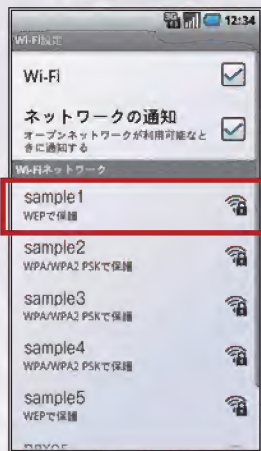 3G 12:34
Wi-Fi設定
Wi-Fi
ネットワークの通知
オープンネットワークが利用可能なと
きに通知する
Wi-Fiネットワーク
sample1
WEPで保護
sample2
WPA/WPA2 PSKで保護
sample3
WPA/WPA2 PSKで保護
sample4
WPA/WPA2 PSKで保護
sample5
WEPで保護